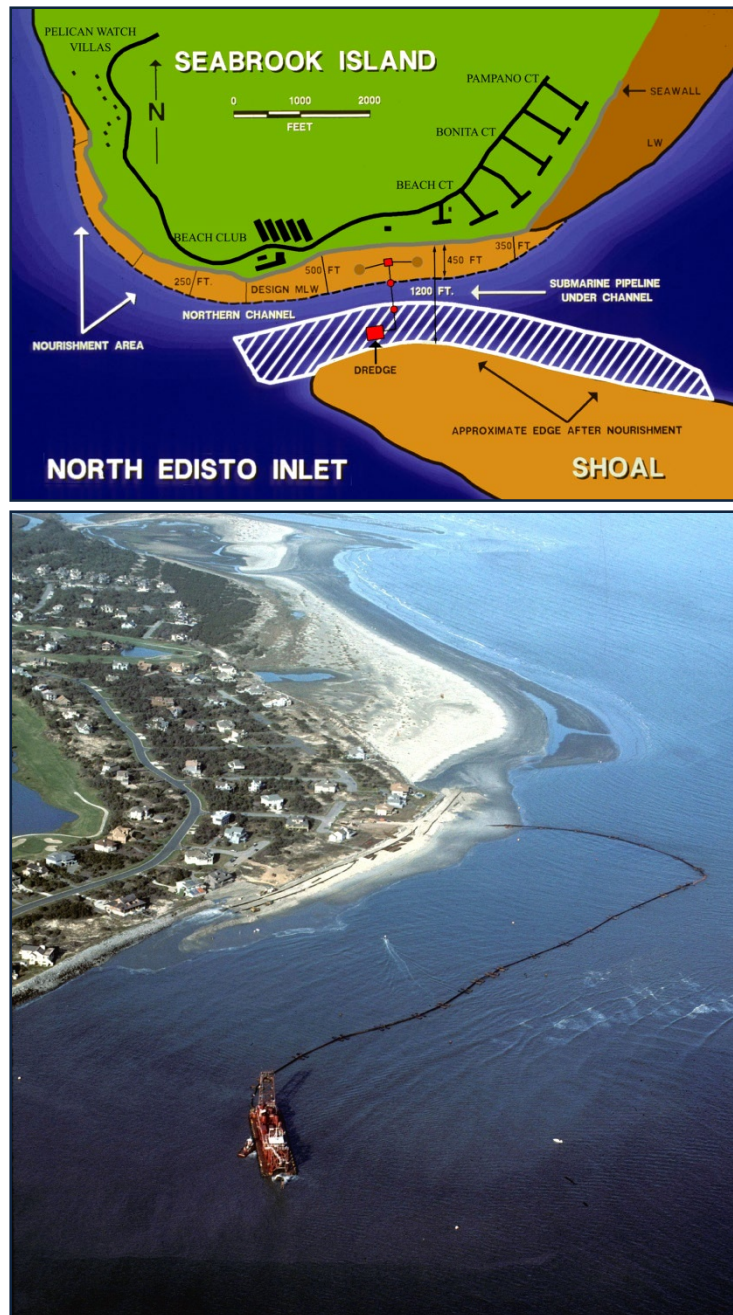 PELICAN WATCH
VILLAS
SEABROOK ISLAND
N
0 1000 2000
FEET
PAMPANO CT
SEAWALL
BONITA CT
LW
BEACH CT
BEACH CLUB
250 FT.
DESIGN MLW
500 FT
450 FT
350 FT.
1200 FT.
SUBMARINE PIPELINE
UNDER CHANNEL
NORTHERN CHANNEL
NOURISHMENT AREA
DREDGE
APPROXIMATE EDGE AFTER NOURISHMENT
NORTH EDISTO INLET
SHOAL